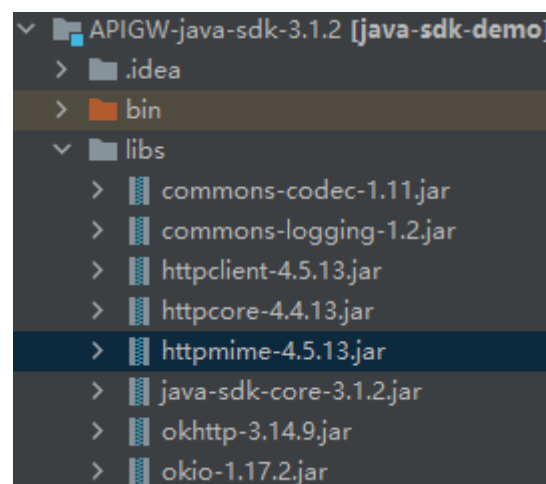 APIGW-java-sdk-3.1.2 [java-sdk-demo]
.idea
bin
libs
commons-codec-1.11.jar
commons-logging-1.2.jar
httpclient-4.5.13.jar
httpcore-4.4.13.jar
httpmime-4.5.13.jar
java-sdk-core-3.1.2.jar
okhttp-3.14.9.jar
okio-1.17.2.jar